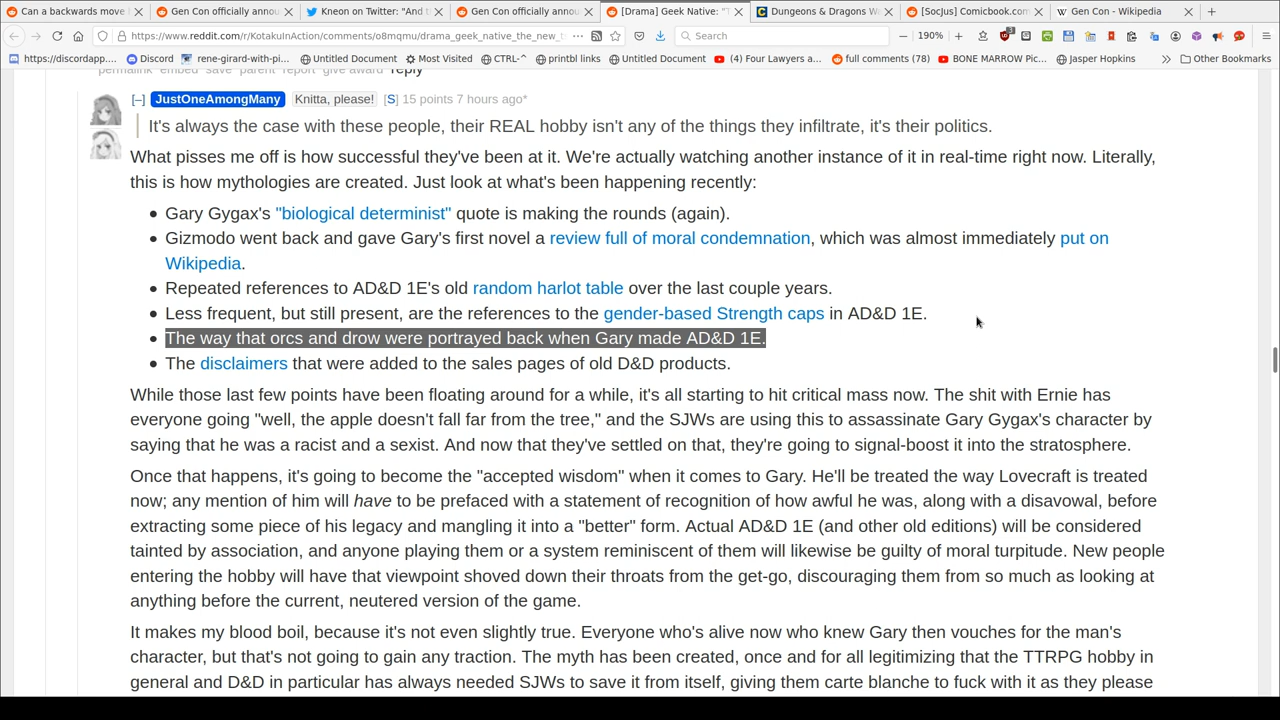 Can a backwards move
Gen Con officially annou
Kneon on Twitter: "And t
Gen Con officially annou
[Drama] Geek Native: "T
Dungeons & Dragons W
[SocJus] Comicbook.com
Gen Con - Wikipedia
https://www.reddit.com/r/KotakuInAction/comments/o8mqmu/drama_geek_native_the_new_t
Search
190%
https://discordapp....
Discord
rene-girard-with-pi...
Untitled Document
Most Visited
CTRL-^
printbl links
Untitled Document
(4) Four Lawyers a...
full comments (78)
BONE MARROW Pic...
Jasper Hopkins
Other Bookmarks
permalink embed save parent report give award reply
[–] JustOneAmongMany Knitta, please! [S] 15 points 7 hours ago*
It's always the case with these people, their REAL hobby isn't any of the things they infiltrate, it's their politics.
What pisses me off is how successful they've been at it. We're actually watching another instance of it in real-time right now. Literally,
this is how mythologies are created. Just look at what's been happening recently:
• Gary Gygax's "biological determinist" quote is making the rounds (again).
• Gizmodo went back and gave Gary's first novel a review full of moral condemnation, which was almost immediately put on
Wikipedia.
• Repeated references to AD&D 1E's old random harlot table over the last couple years.
• Less frequent, but still present, are the references to the gender-based Strength caps in AD&D 1E.
• The way that orcs and drow were portrayed back when Gary made AD&D 1E.
• The disclaimers that were added to the sales pages of old D&D products.
While those last few points have been floating around for a while, it's all starting to hit critical mass now. The shit with Ernie has
everyone going "well, the apple doesn't fall far from the tree," and the SJWs are using this to assassinate Gary Gygax's character by
saying that he was a racist and a sexist. And now that they've settled on that, they're going to signal-boost it into the stratosphere.
Once that happens, it's going to become the "accepted wisdom" when it comes to Gary. He'll be treated the way Lovecraft is treated
now; any mention of him will have to be prefaced with a statement of recognition of how awful he was, along with a disavowal, before
extracting some piece of his legacy and mangling it into a "better" form. Actual AD&D 1E (and other old editions) will be considered
tainted by association, and anyone playing them or a system reminiscent of them will likewise be guilty of moral turpitude. New people
entering the hobby will have that viewpoint shoved down their throats from the get-go, discouraging them from so much as looking at
anything before the current, neutered version of the game.
It makes my blood boil, because it's not even slightly true. Everyone who's alive now who knew Gary then vouches for the man's
character, but that's not going to gain any traction. The myth has been created, once and for all legitimizing that the TTRPG hobby in
general and D&D in particular has always needed SJWs to save it from itself, giving them carte blanche to fuck with it as they please